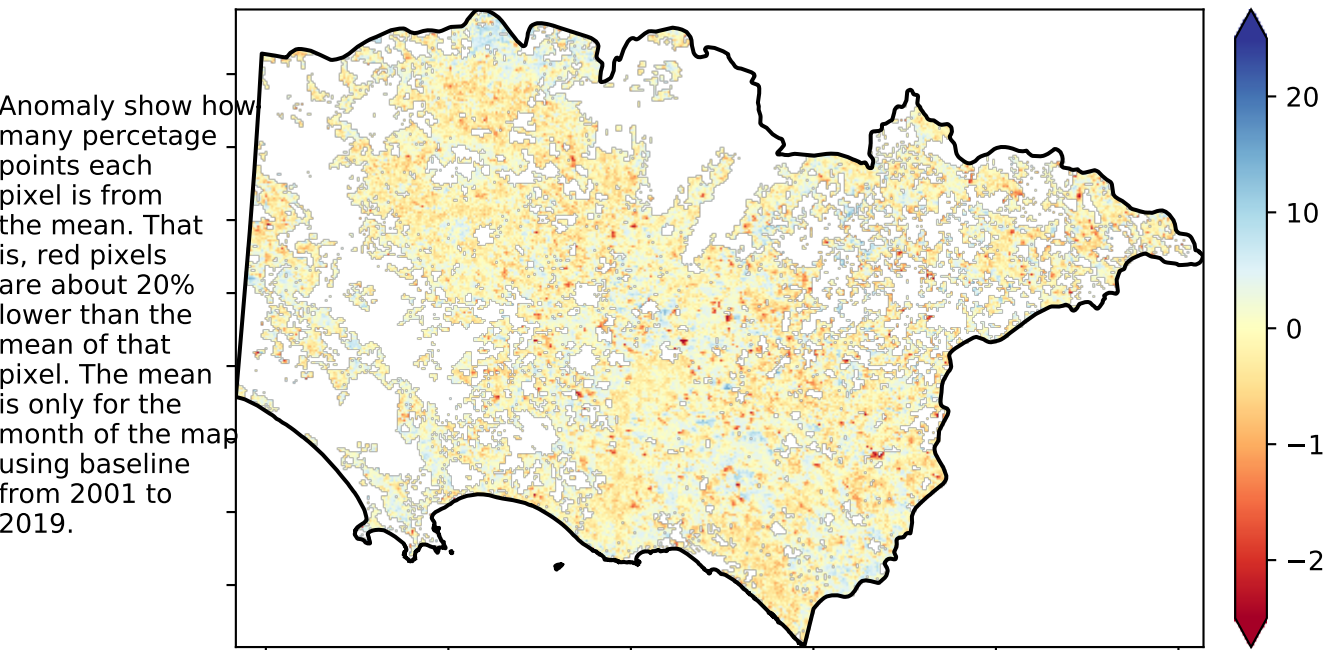 Anomaly show how
many percetage
points each
pixel is from
the mean. That
is, red pixels
are about 20%
lower than the
mean of that
pixel. The mean
is only for the
month of the map
using baseline
from 2001 to
2019.
20
10
0
−1
−2